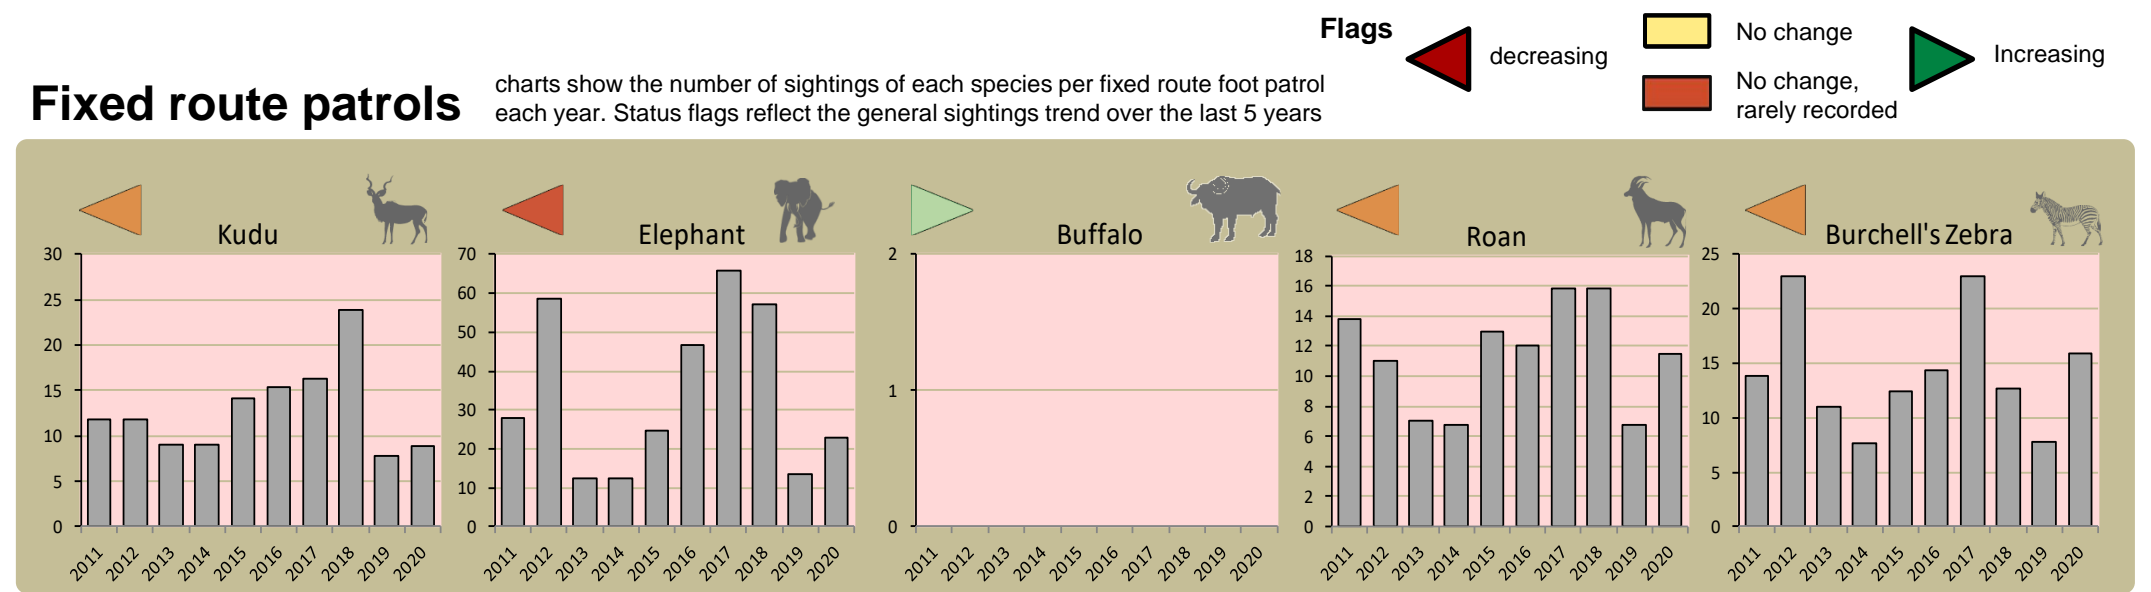 Flags
decreasing
No change
No change,
rarely recorded
Increasing
Fixed route patrols
charts show the number of sightings of each species per fixed route foot patrol
each year. Status flags reflect the general sightings trend over the last 5 years
Kudu
30
25
20
15
10
5
0
2011 2012 2013 2014 2015 2016 2017 2018 2019 2020
Elephant
70
60
50
40
30
20
10
0
2011 2012 2013 2014 2015 2016 2017 2018 2019 2020
Buffalo
2
1
0
2011 2012 2013 2014 2015 2016 2017 2018 2019 2020
Roan
18
16
14
12
10
8
6
4
2
0
2011 2012 2013 2014 2015 2016 2017 2018 2019 2020
Burchell's Zebra
25
20
15
10
5
0
2011 2012 2013 2014 2015 2016 2017 2018 2019 2020